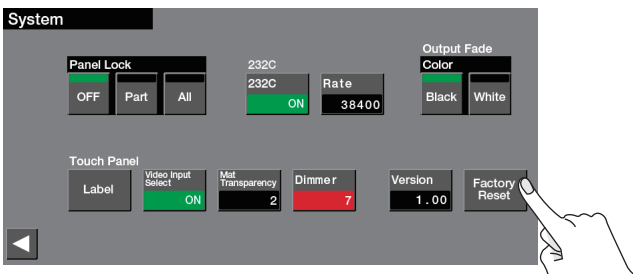 System
Panel Lock
OFF
Part
All
232C
232C
ON
Rate
38400
Output Fade
Color
Black
White
Touch Panel
Label
Video Input
Select
ON
Mat
Transparency
2
Dimmer
7
Version
1.00
Factory
Reset